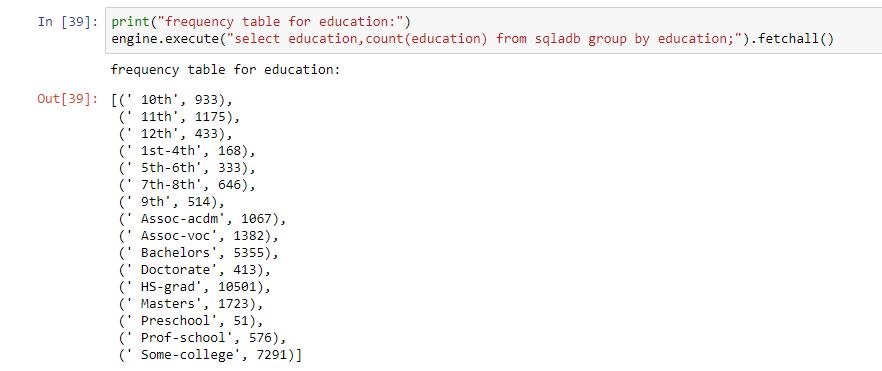 In [39]: print("frequency table for education:")
engine.execute("select education,count(education) from sqladb group by education;").fetchall()
frequency table for education:
Out[39]: [(' 10th', 933),
(' 11th', 1175),
(' 12th', 433),
(' 1st-4th', 168),
(' 5th-6th', 333),
(' 7th-8th', 646),
(' 9th', 514),
(' Assoc-acdm', 1067),
(' Assoc-voc', 1382),
(' Bachelors', 5355),
(' Doctorate', 413),
(' HS-grad', 10501),
(' Masters', 1723),
(' Preschool', 51),
(' Prof-school', 576),
(' Some-college', 7291)]